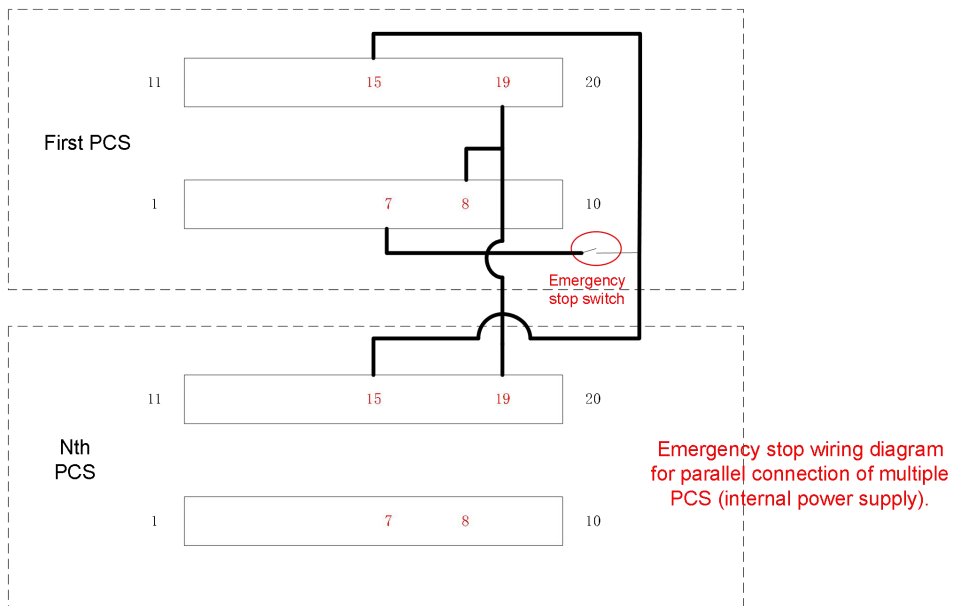 11 15 19 20
First PCS
1 7 8 10
Emergency
stop switch
11 15 19 20
Nth
PCS
Emergency stop wiring diagram
for parallel connection of multiple
PCS (internal power supply).
1 7 8 10